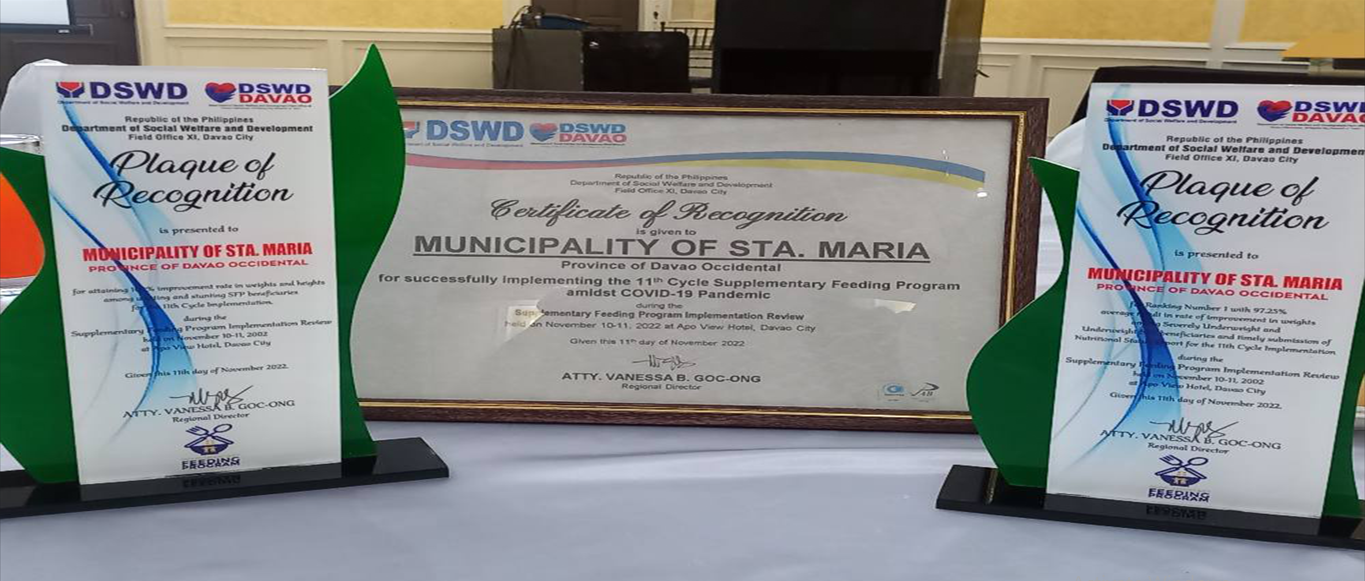 DSWD
DSWD
DAVAO
Department of Social Welfare and Development
Republic of the Philippines
Department of Social Welfare and Development
Field Office XI, Davao City
Plaque of
Recognition
is presented to
MUNICIPALITY OF STA. MARIA
PROVINCE OF DAVAO OCCIDENTAL
for attaining improvement rate in weights and heights
among and stunting SFP beneficiaries
for 11th Cycle Implementation.
during the
Supplementary Feeding Program Implementation Review
held on November 10-11, 2002
at Apo View Hotel, Davao City
Given this 11th day of November 2022.
ATTY. VANESSA B. GOC-ONG
Regional Director
FEEDING
PROGRAM
DSWD
DSWD
DAVAO
Republic of the Philippines
Department of Social Welfare and Development
Field Office XI, Davao City
Certificate of Recognition
is given to
MUNICIPALITY OF STA. MARIA
Province of Davao Occidental
for successfully implementing the 11th Cycle Supplementary Feeding Program
amidst COVID-19 Pandemic
during the
Supplementary Feeding Program Implementation Review
held on November 10-11, 2022 at Apo View Hotel, Davao City
Given this 11th day of November 2022
ATTY. VANESSA B. GOC-ONG
Regional Director
DSWD
DSW
DAVA
Republic of the Philippines
Department of Social Welfare and Developmen
Field Office XI, Davao City
Plaque of
Recognition
is presented to
MUNICIPALITY OF STA. MARIA
PROVINCE OF DAVAO OCCIDENTAL
for Ranking Number 1 with 97.25%
average in rate of improvement in weights
Severely Underweight and
Underweight beneficiaries and timely submission of
Nutritional Report for the 11th Cycle Implementation
during the
Supplementary Feeding Program Implementation Review
held on November 10-11, 2002
at Apo View Hotel, Davao City
Given this 11th day of November 2022.
ATTY. VANESSA B. GOC-ONG
Regional Director
FEEDING
PROGRAM